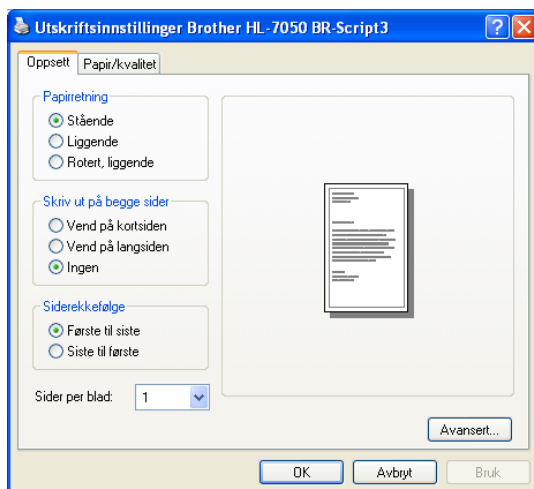 Utskriftsinnstillinger Brother HL-7050 BR-Script3
Oppsett
Papir/kvalitet
Papirretning
Stående
Liggende
Rotert, liggende
Skriv ut på begge sider
Vend på kortsiden
Vend på langsiden
Ingen
Siderekkefølge
Første til siste
Siste til første
Sider per blad: 1
Avansert...
OK
Avbryt
Bruk